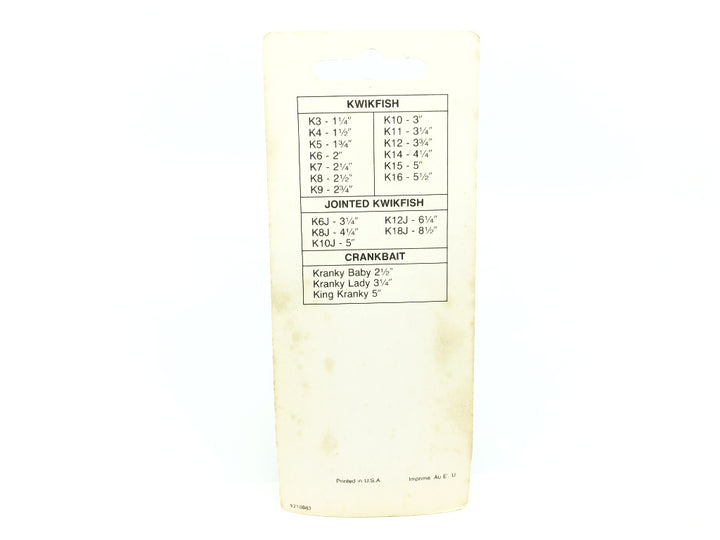 KWIKFISH
K3 - 1¼"
K4 - 1½"
K5 - 1¾"
K6 - 2"
K7 - 2¼"
K8 - 2½"
K9 - 2¾"
K10 - 3"
K11 - 3¼"
K12 - 3¾"
K14 - 4¼"
K15 - 5"
K16 - 5½"
JOINTED KWIKFISH
K6J - 3¼" K12J - 6¼"
K8J - 4¼" K18J - 8½"
K10J - 5"
CRANKBAIT
Kranky Baby 2½"
Kranky Lady 3¼"
King Kranky 5"
Printed in U.S.A. Imprime Au E. U.